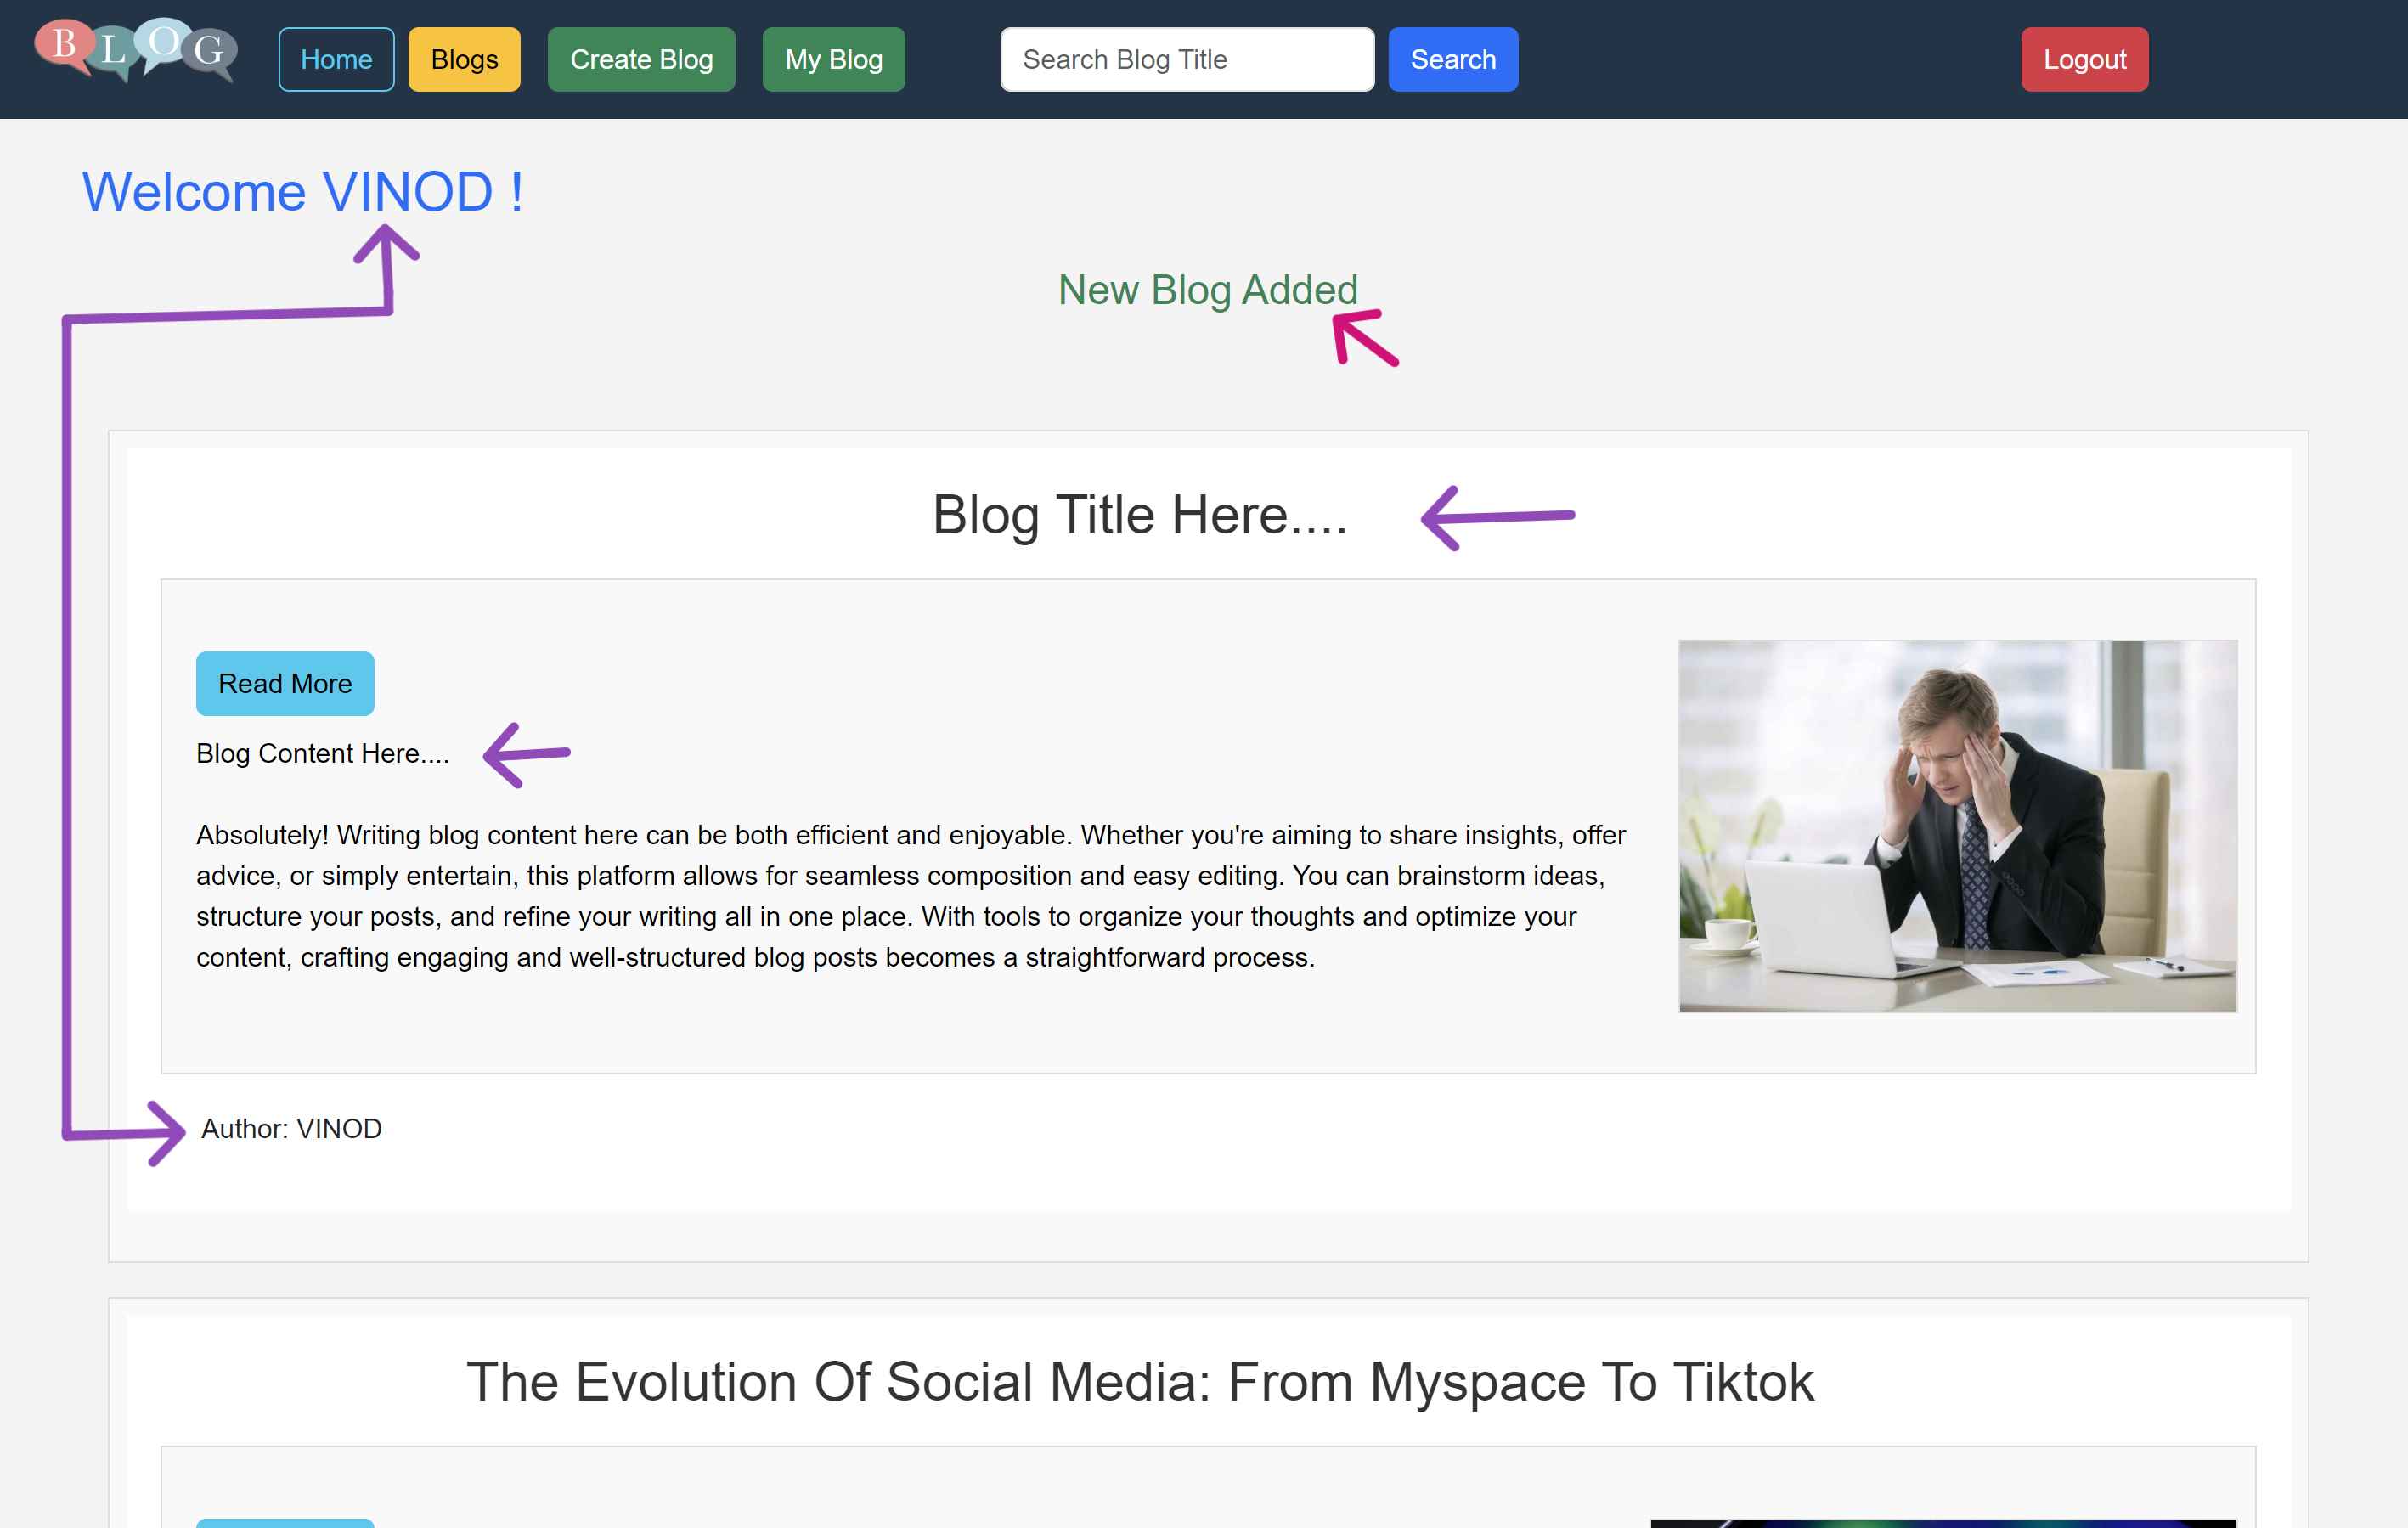 BLOG
Home
Blogs
Create Blog
My Blog
Search Blog Title
Search
Logout
Welcome VINOD !
New Blog Added
Blog Title Here....
Read More
Blog Content Here....
Absolutely! Writing blog content here can be both efficient and enjoyable. Whether you're aiming to share insights, offer
advice, or simply entertain, this platform allows for seamless composition and easy editing. You can brainstorm ideas,
structure your posts, and refine your writing all in one place. With tools to organize your thoughts and optimize your
content, crafting engaging and well-structured blog posts becomes a straightforward process.
Author: VINOD
The Evolution Of Social Media: From Myspace To Tiktok